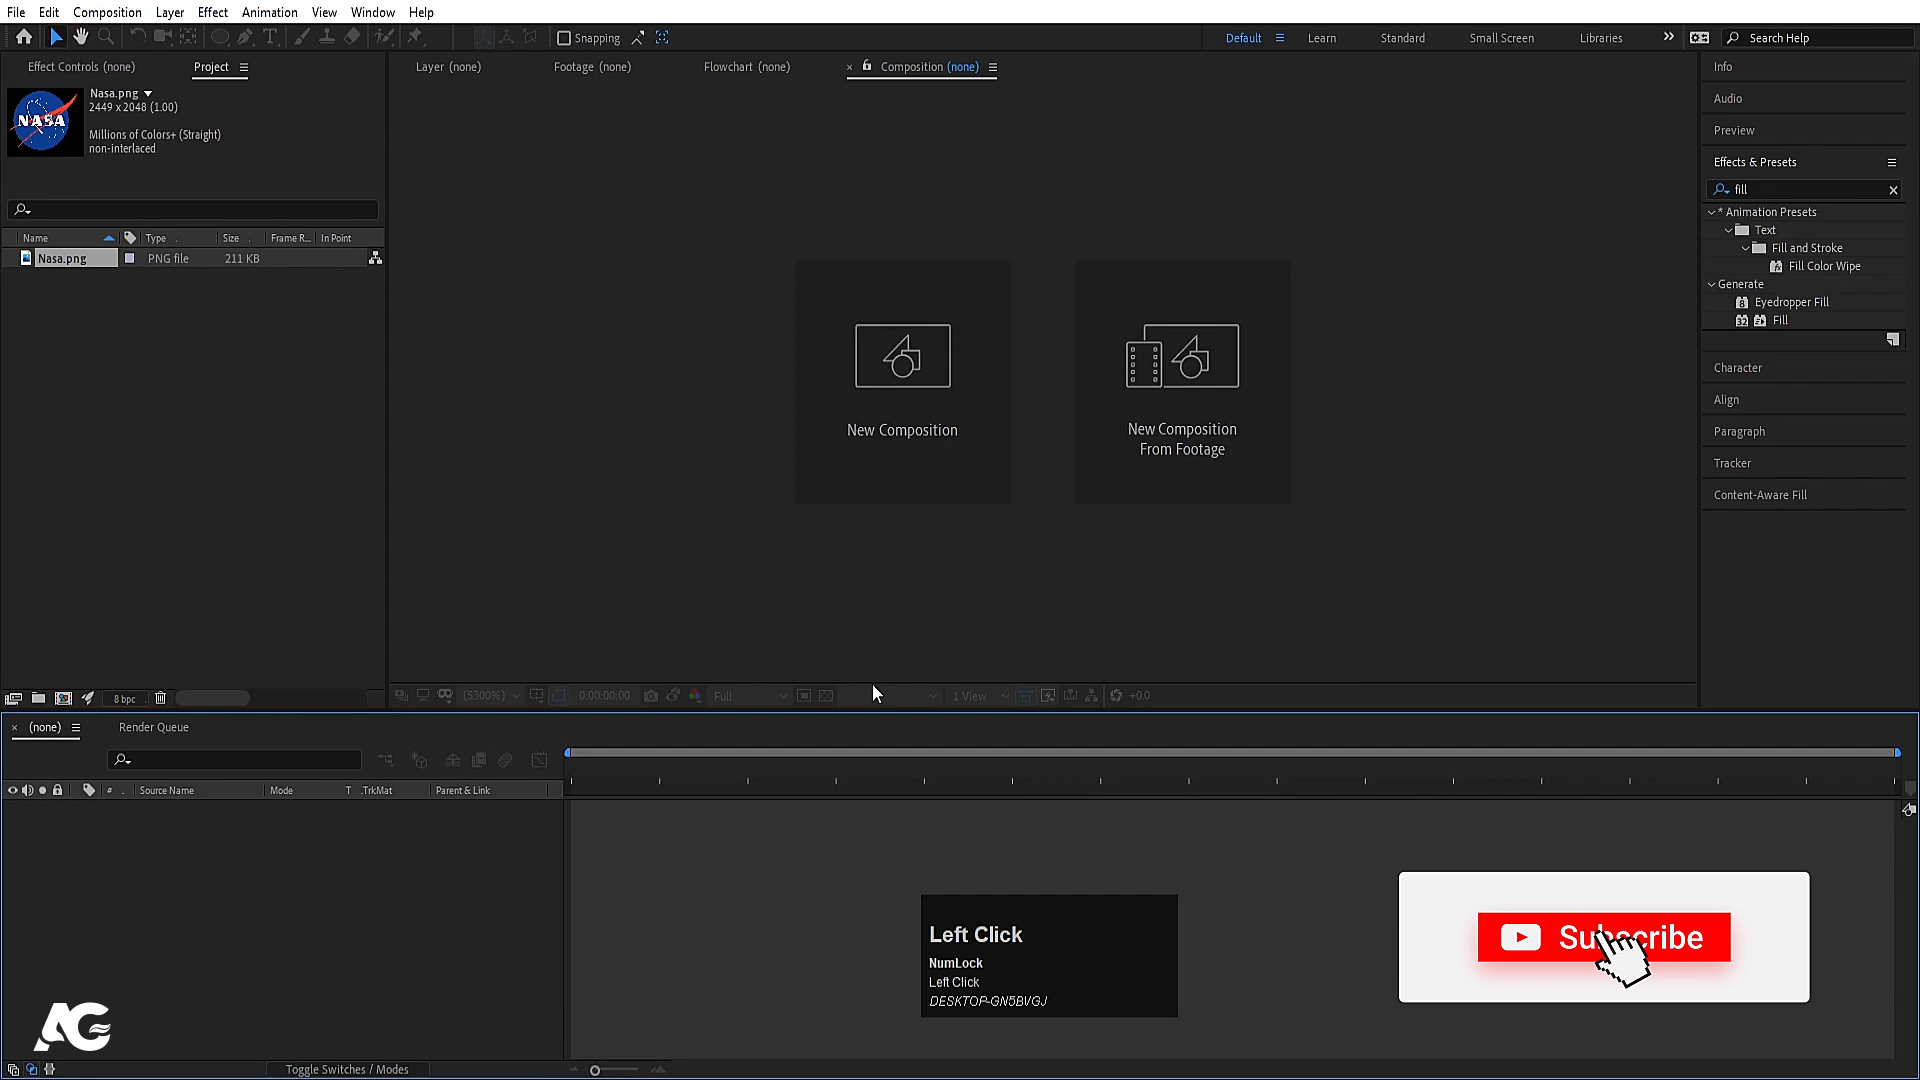 File Edit Composition Layer Effect Animation View Window Help
Snapping
Default Learn Standard Small Screen Libraries Search Help
Effect Controls (none) Project
Layer (none) Footage (none) Flowchart (none) Composition (none)
Nasa.png
2449 x 2048 (1.00)
Millions of Colors+ (Straight)
non-interlaced
NASA
Name Type Size Frame R... In Point
Nasa.png PNG file 211 KB
New Composition
New Composition
From Footage
Info
Audio
Preview
Effects & Presets
fill
* Animation Presets
Text
Fill and Stroke
Fill Color Wipe
Generate
Eyedropper Fill
Fill
Character
Align
Paragraph
Tracker
Content-Aware Fill
8 bpc
(5300%) 0:00:00:00 Full 1 View +0.0
(none) Render Queue
# Source Name Mode T .TrkMat Parent & Link
Left Click
NumLock
Left Click
DESKTOP-GN5BVGJ
Subscribe
AG
Toggle Switches / Modes